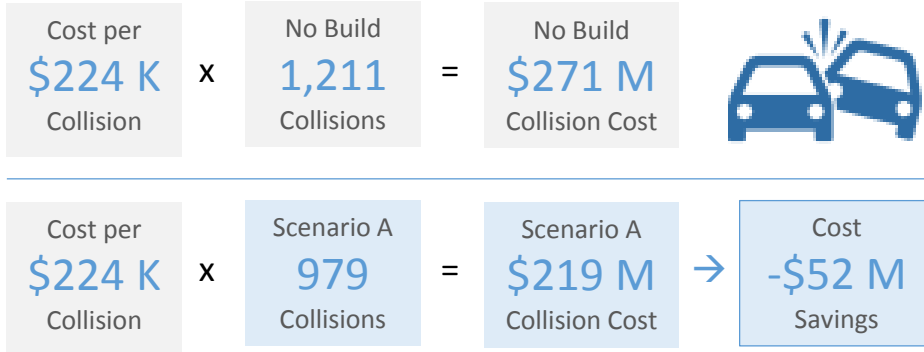 Cost per
$224 K
Collision
x
No Build
1,211
Collisions
=
No Build
$271 M
Collision Cost
Cost per
$224 K
Collision
x
Scenario A
979
Collisions
=
Scenario A
$219 M
Collision Cost
→
Cost
-$52 M
Savings